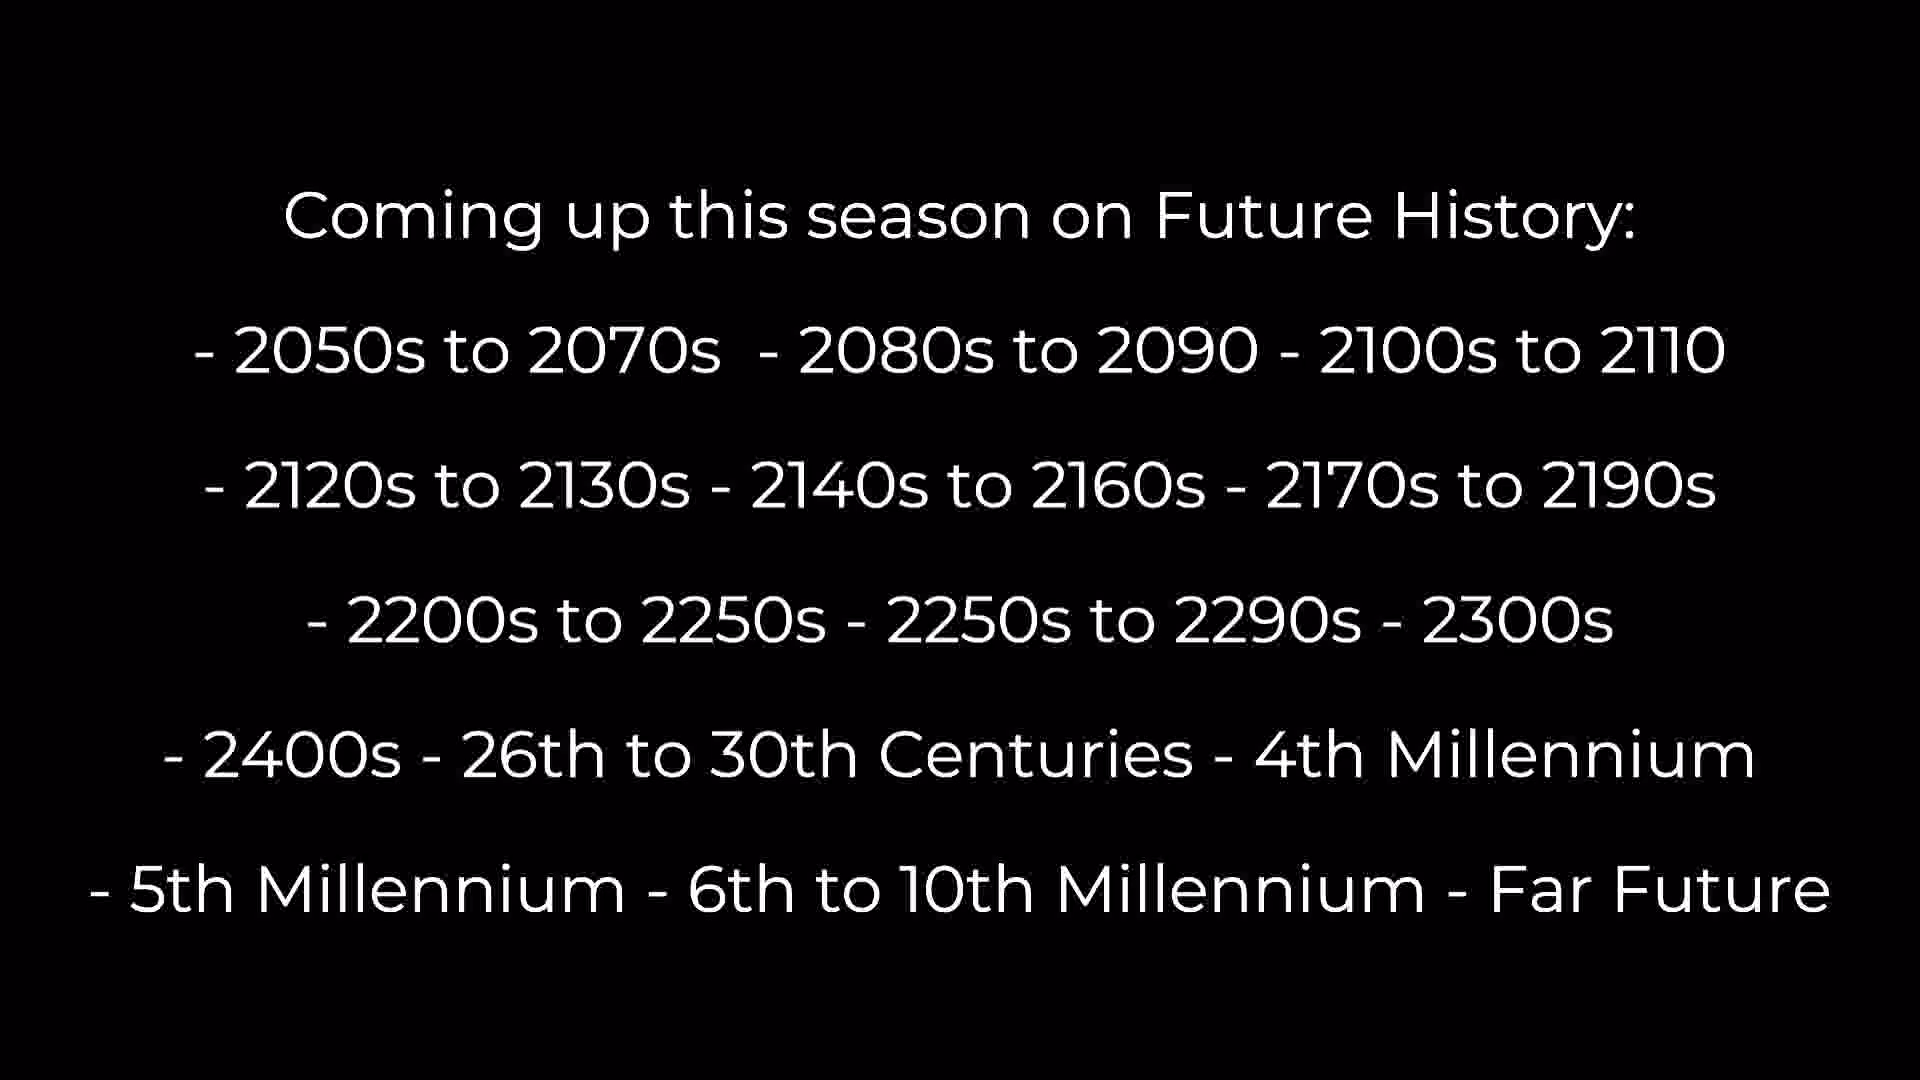 Coming up this season on Future History:
- 2050s to 2070s  - 2080s to 2090 - 2100s to 2110
- 2120s to 2130s - 2140s to 2160s - 2170s to 2190s
- 2200s to 2250s - 2250s to 2290s - 2300s
- 2400s - 26th to 30th Centuries - 4th Millennium
- 5th Millennium - 6th to 10th Millennium - Far Future